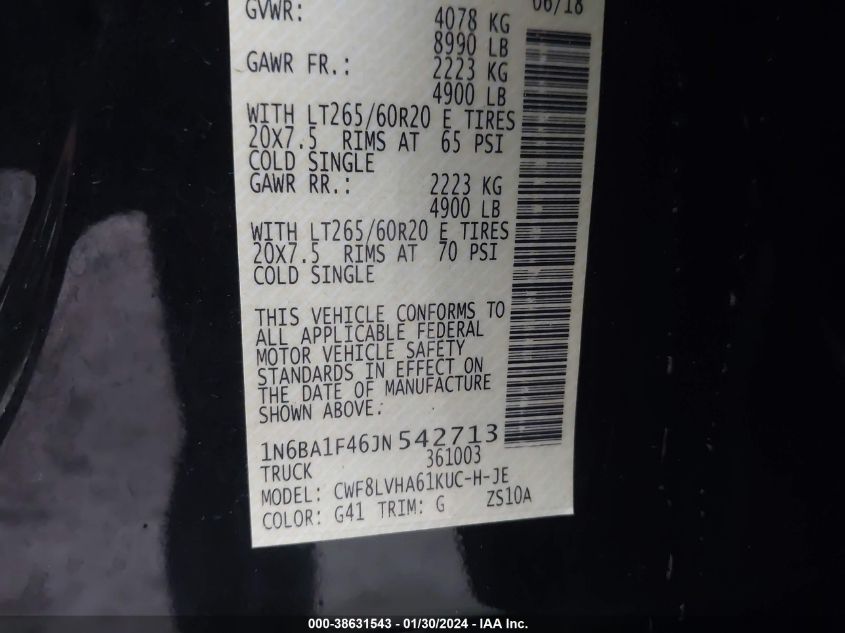 06/18
GVWR: 4078 KG
8990 LB
GAWR FR.: 2223 KG
4900 LB
WITH LT265/60R20 E TIRES
20X7.5 RIMS AT 65 PSI
COLD SINGLE
GAWR RR.: 2223 KG
4900 LB
WITH LT265/60R20 E TIRES
20X7.5 RIMS AT 70 PSI
COLD SINGLE
THIS VEHICLE CONFORMS TO
ALL APPLICABLE FEDERAL
MOTOR VEHICLE SAFETY
STANDARDS IN EFFECT ON
THE DATE OF MANUFACTURE
SHOWN ABOVE:
1N6BA1F46JN542713
TRUCK 361003
MODEL: CWF8LVHA61KUC-H-JE
COLOR: G41 TRIM: G ZS10A
000-38631543 - 01/30/2024 - IAA Inc.